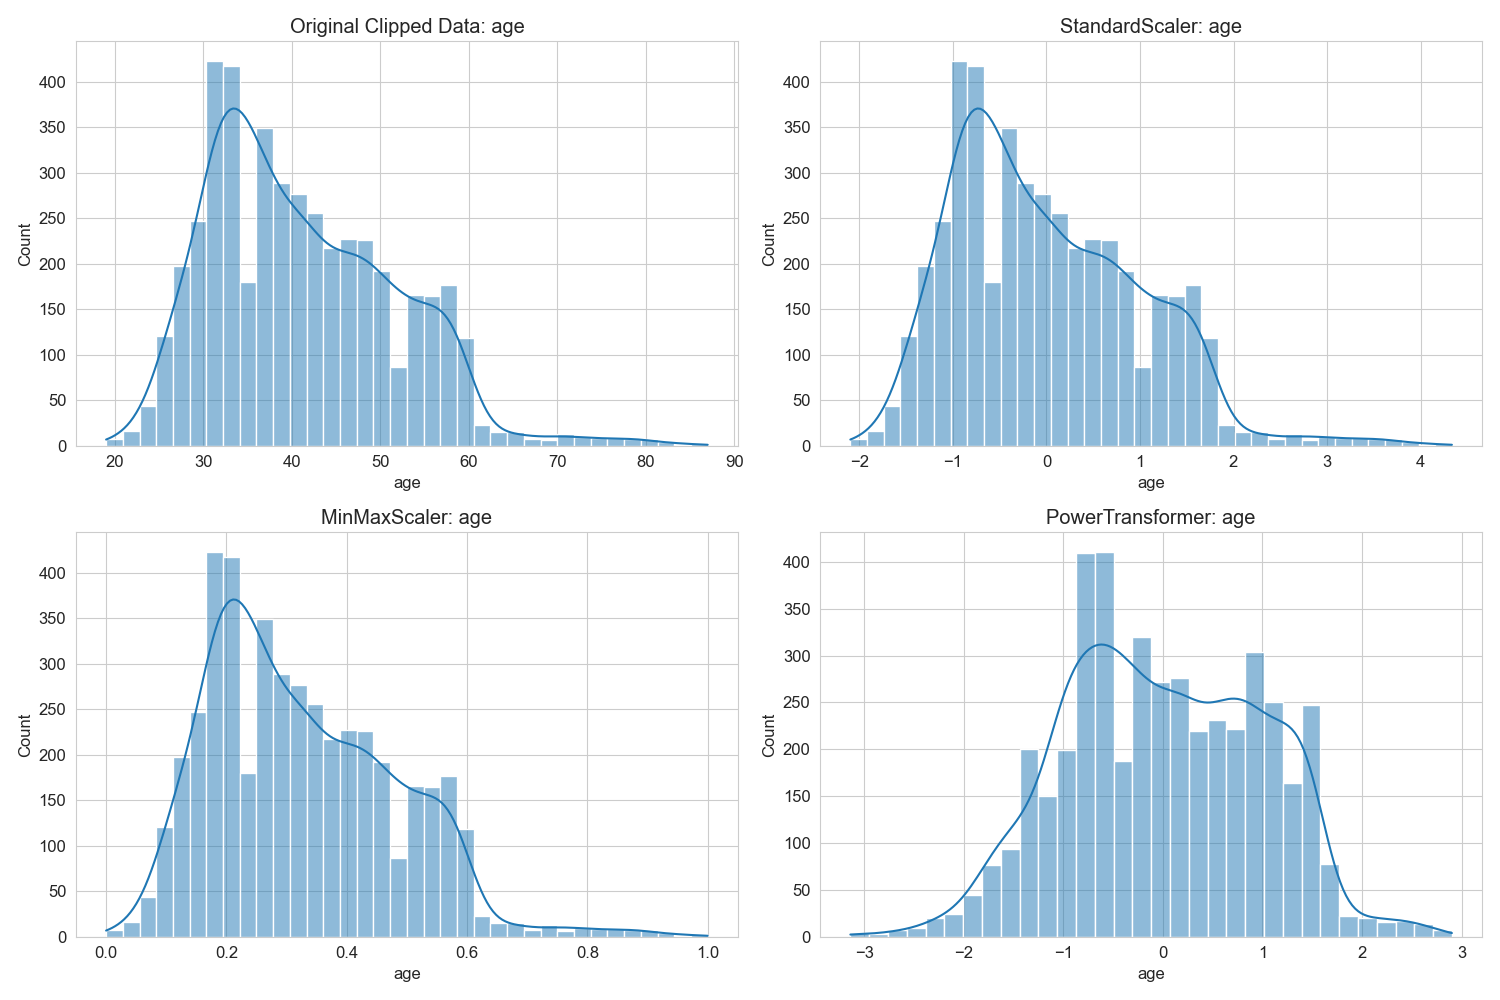 Original Clipped Data: age
Count
400
350
300
250
200
150
100
50
0
20 30 40 50 60 70 80 90
age
StandardScaler: age
Count
400
350
300
250
200
150
100
50
0
−2 −1 0 1 2 3 4
age
MinMaxScaler: age
Count
400
350
300
250
200
150
100
50
0
0.0 0.2 0.4 0.6 0.8 1.0
age
PowerTransformer: age
Count
400
350
300
250
200
150
100
50
0
−3 −2 −1 0 1 2 3
age